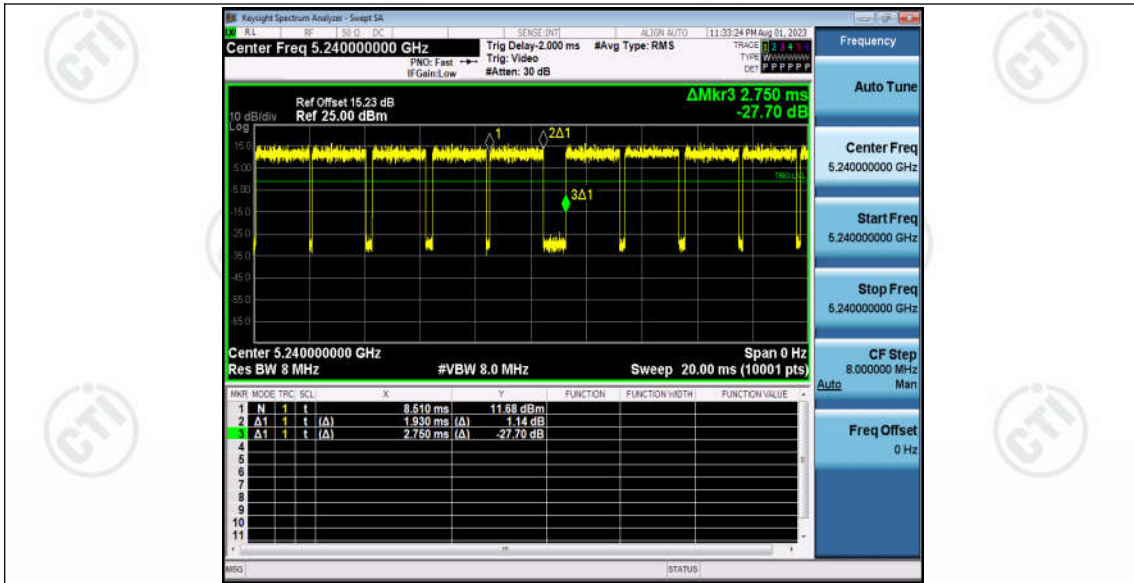 Keysight Spectrum Analyzer - Swept SA
RL RF 50 Ω DC SENSE:INT ALIGN AUTO 11:33:24 PM Aug 01, 2023
Center Freq 5.240000000 GHz
Trig Delay-2.000 ms #Avg Type: RMS
TRACE 1 2 3 4 5 6
PNO: Fast
Trig: Video
TYPE WWWWWW
IFGain:Low
#Atten: 30 dB
DET P P P P P P
ΔMkr3 2.750 ms
-27.70 dB
Ref Offset 15.23 dB
10 dB/div Ref 25.00 dBm
Log
15.0
5.00
-5.00
-15.0
-25.0
-35.0
-45.0
-55.0
-65.0
1
2Δ1
3Δ1
TRIG LVL
Center 5.240000000 GHz
Span 0 Hz
Res BW 8 MHz
#VBW 8.0 MHz
Sweep 20.00 ms (10001 pts)
MKR MODE TRC SCL X Y FUNCTION FUNCTION WIDTH FUNCTION VALUE
1 N 1 t 8.510 ms 11.68 dBm
2 Δ1 1 t (Δ) 1.930 ms (Δ) 1.14 dB
3 Δ1 1 t (Δ) 2.750 ms (Δ) -27.70 dB
4
5
6
7
8
9
10
11
MSG
STATUS
Frequency
Auto Tune
Center Freq
5.240000000 GHz
Start Freq
5.240000000 GHz
Stop Freq
5.240000000 GHz
CF Step
8.000000 MHz
Auto Man
Freq Offset
0 Hz
CTI
CTI
CTI
CTI